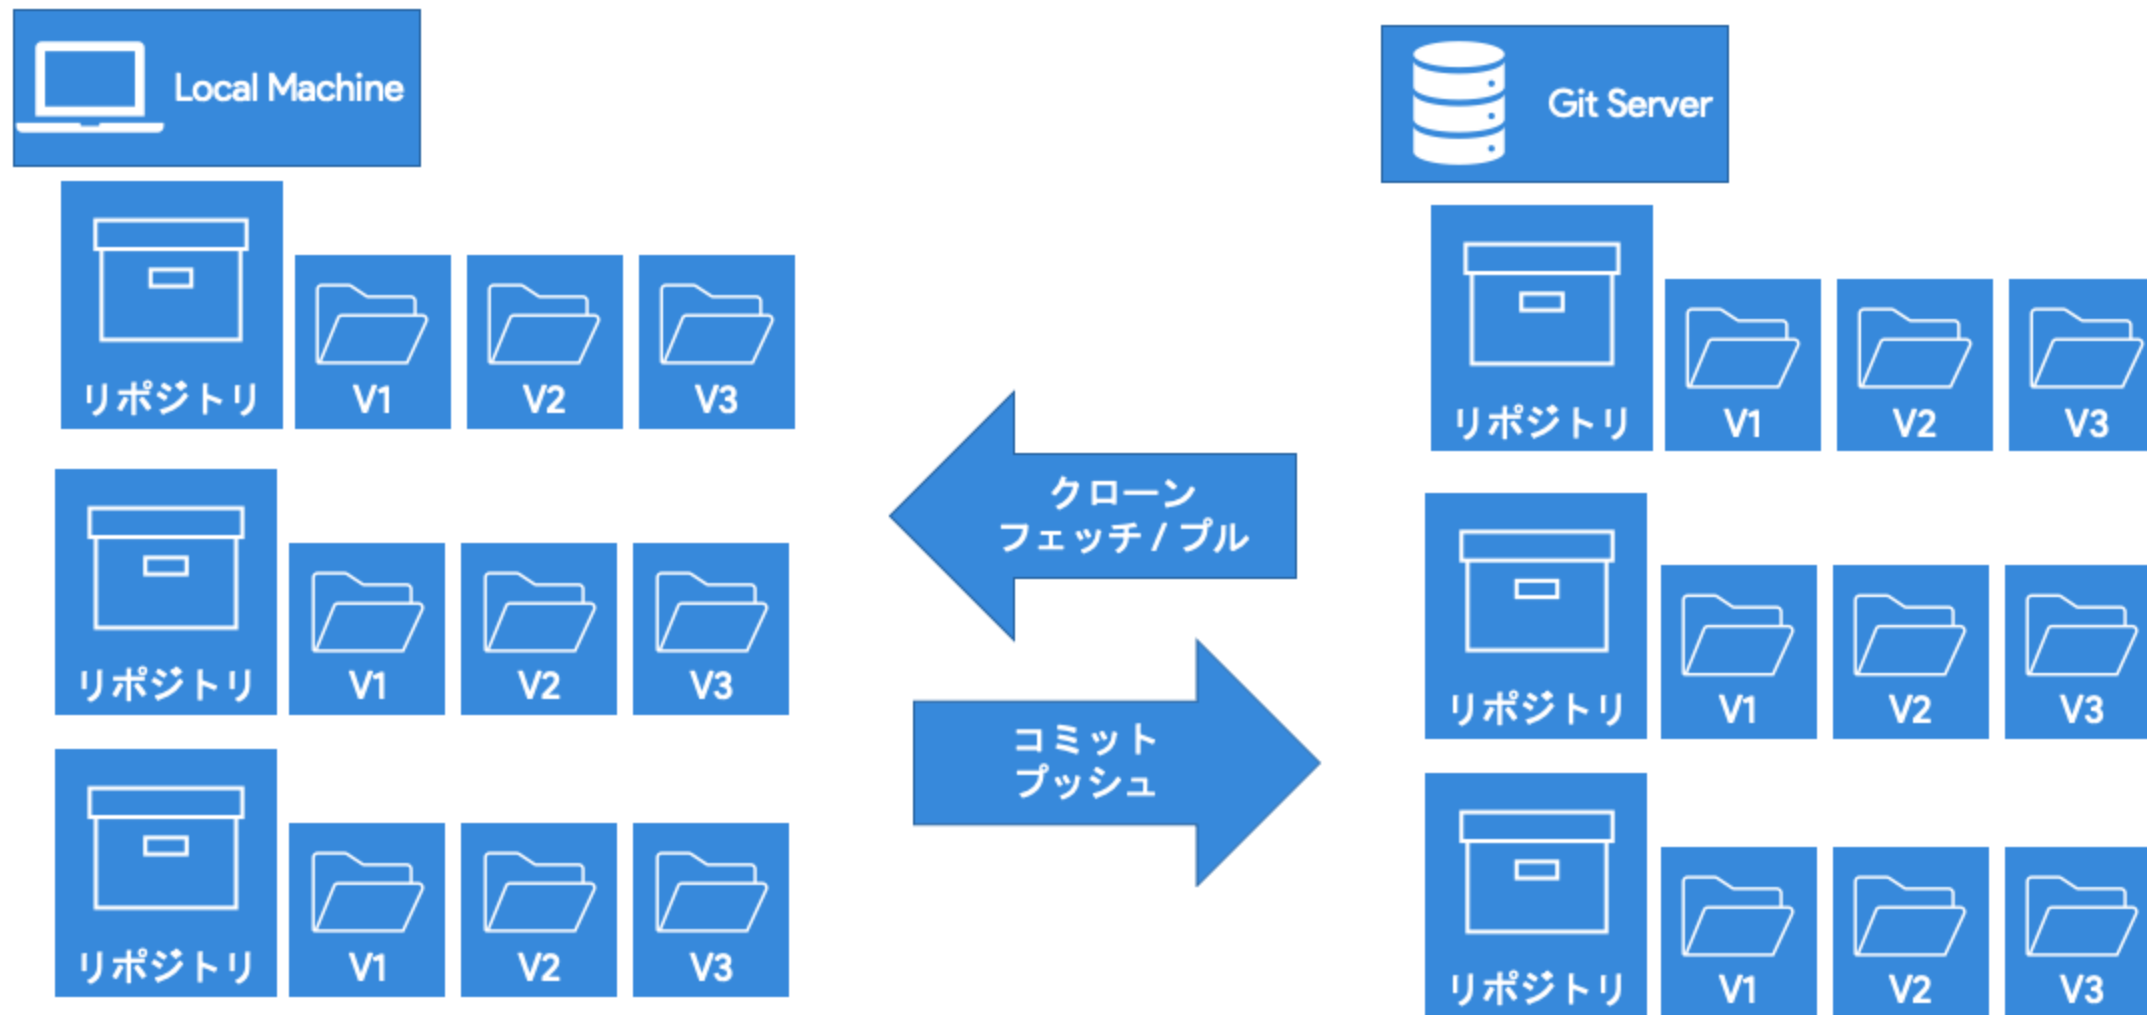 Local Machine
リポジトリ
V1
V2
V3
リポジトリ
V1
V2
V3
リポジトリ
V1
V2
V3
クローン
フェッチ / プル
コミット
プッシュ
Git Server
リポジトリ
V1
V2
V3
リポジトリ
V1
V2
V3
リポジトリ
V1
V2
V3